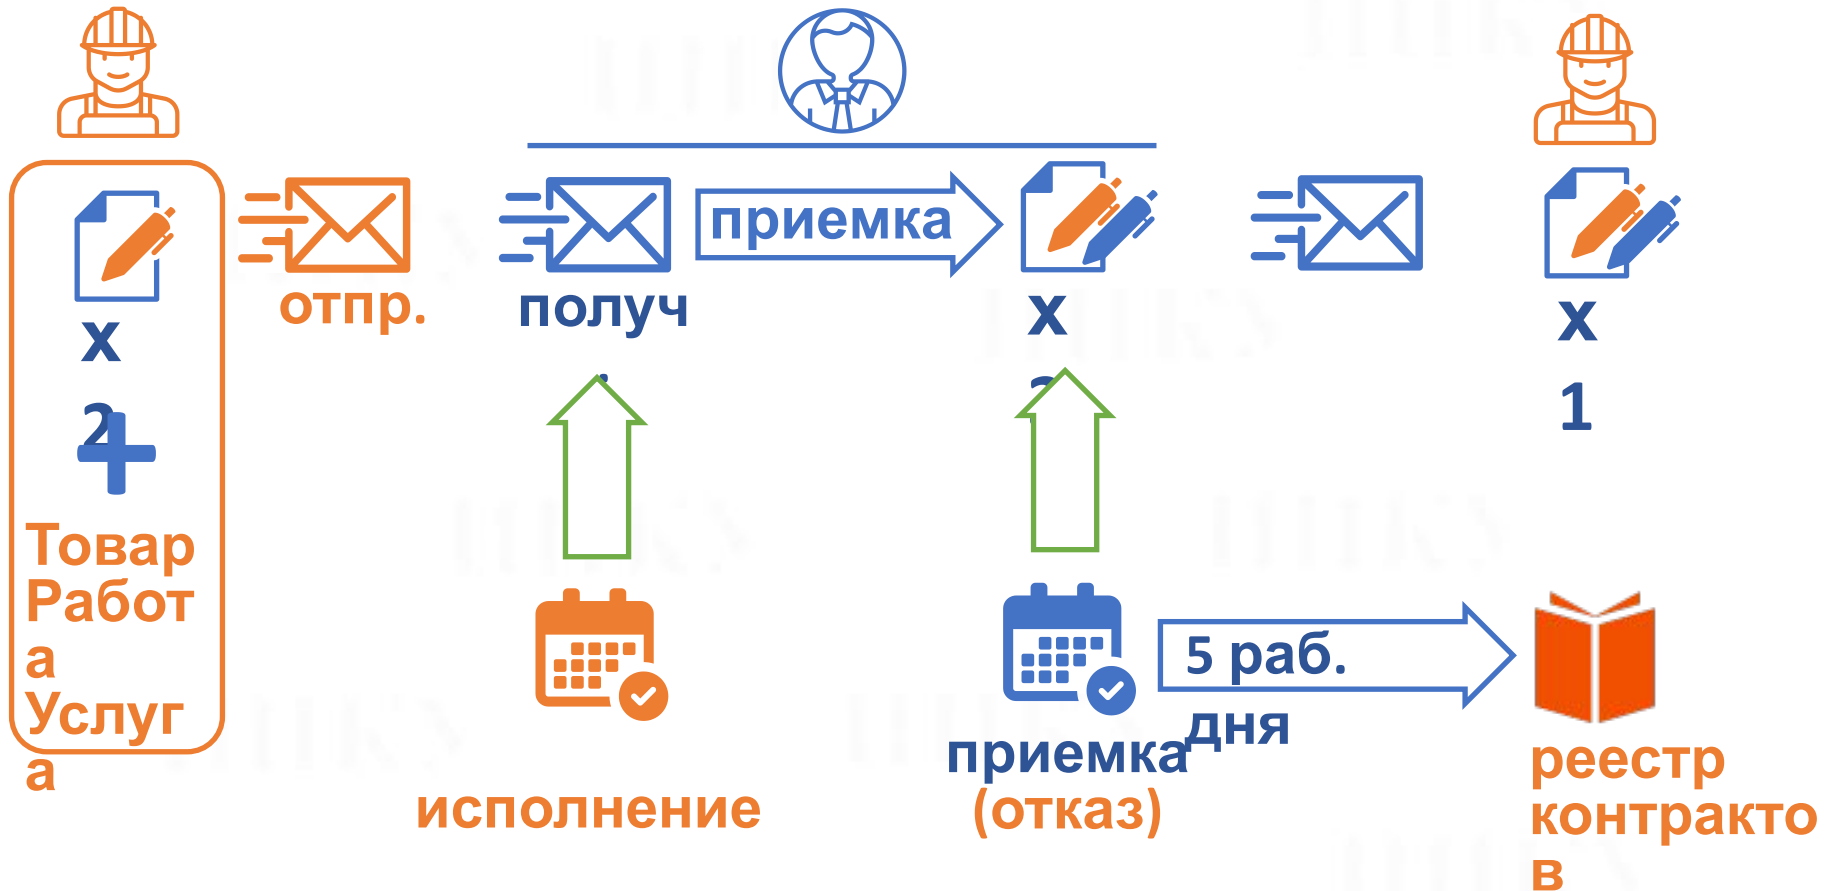 приемка
отпр.
получ
х
х
х
2
1
Товар
Работ
а
Услуг
а
5 раб.
дня
приемка
(отказ)
исполнение
реестр
контракто
в